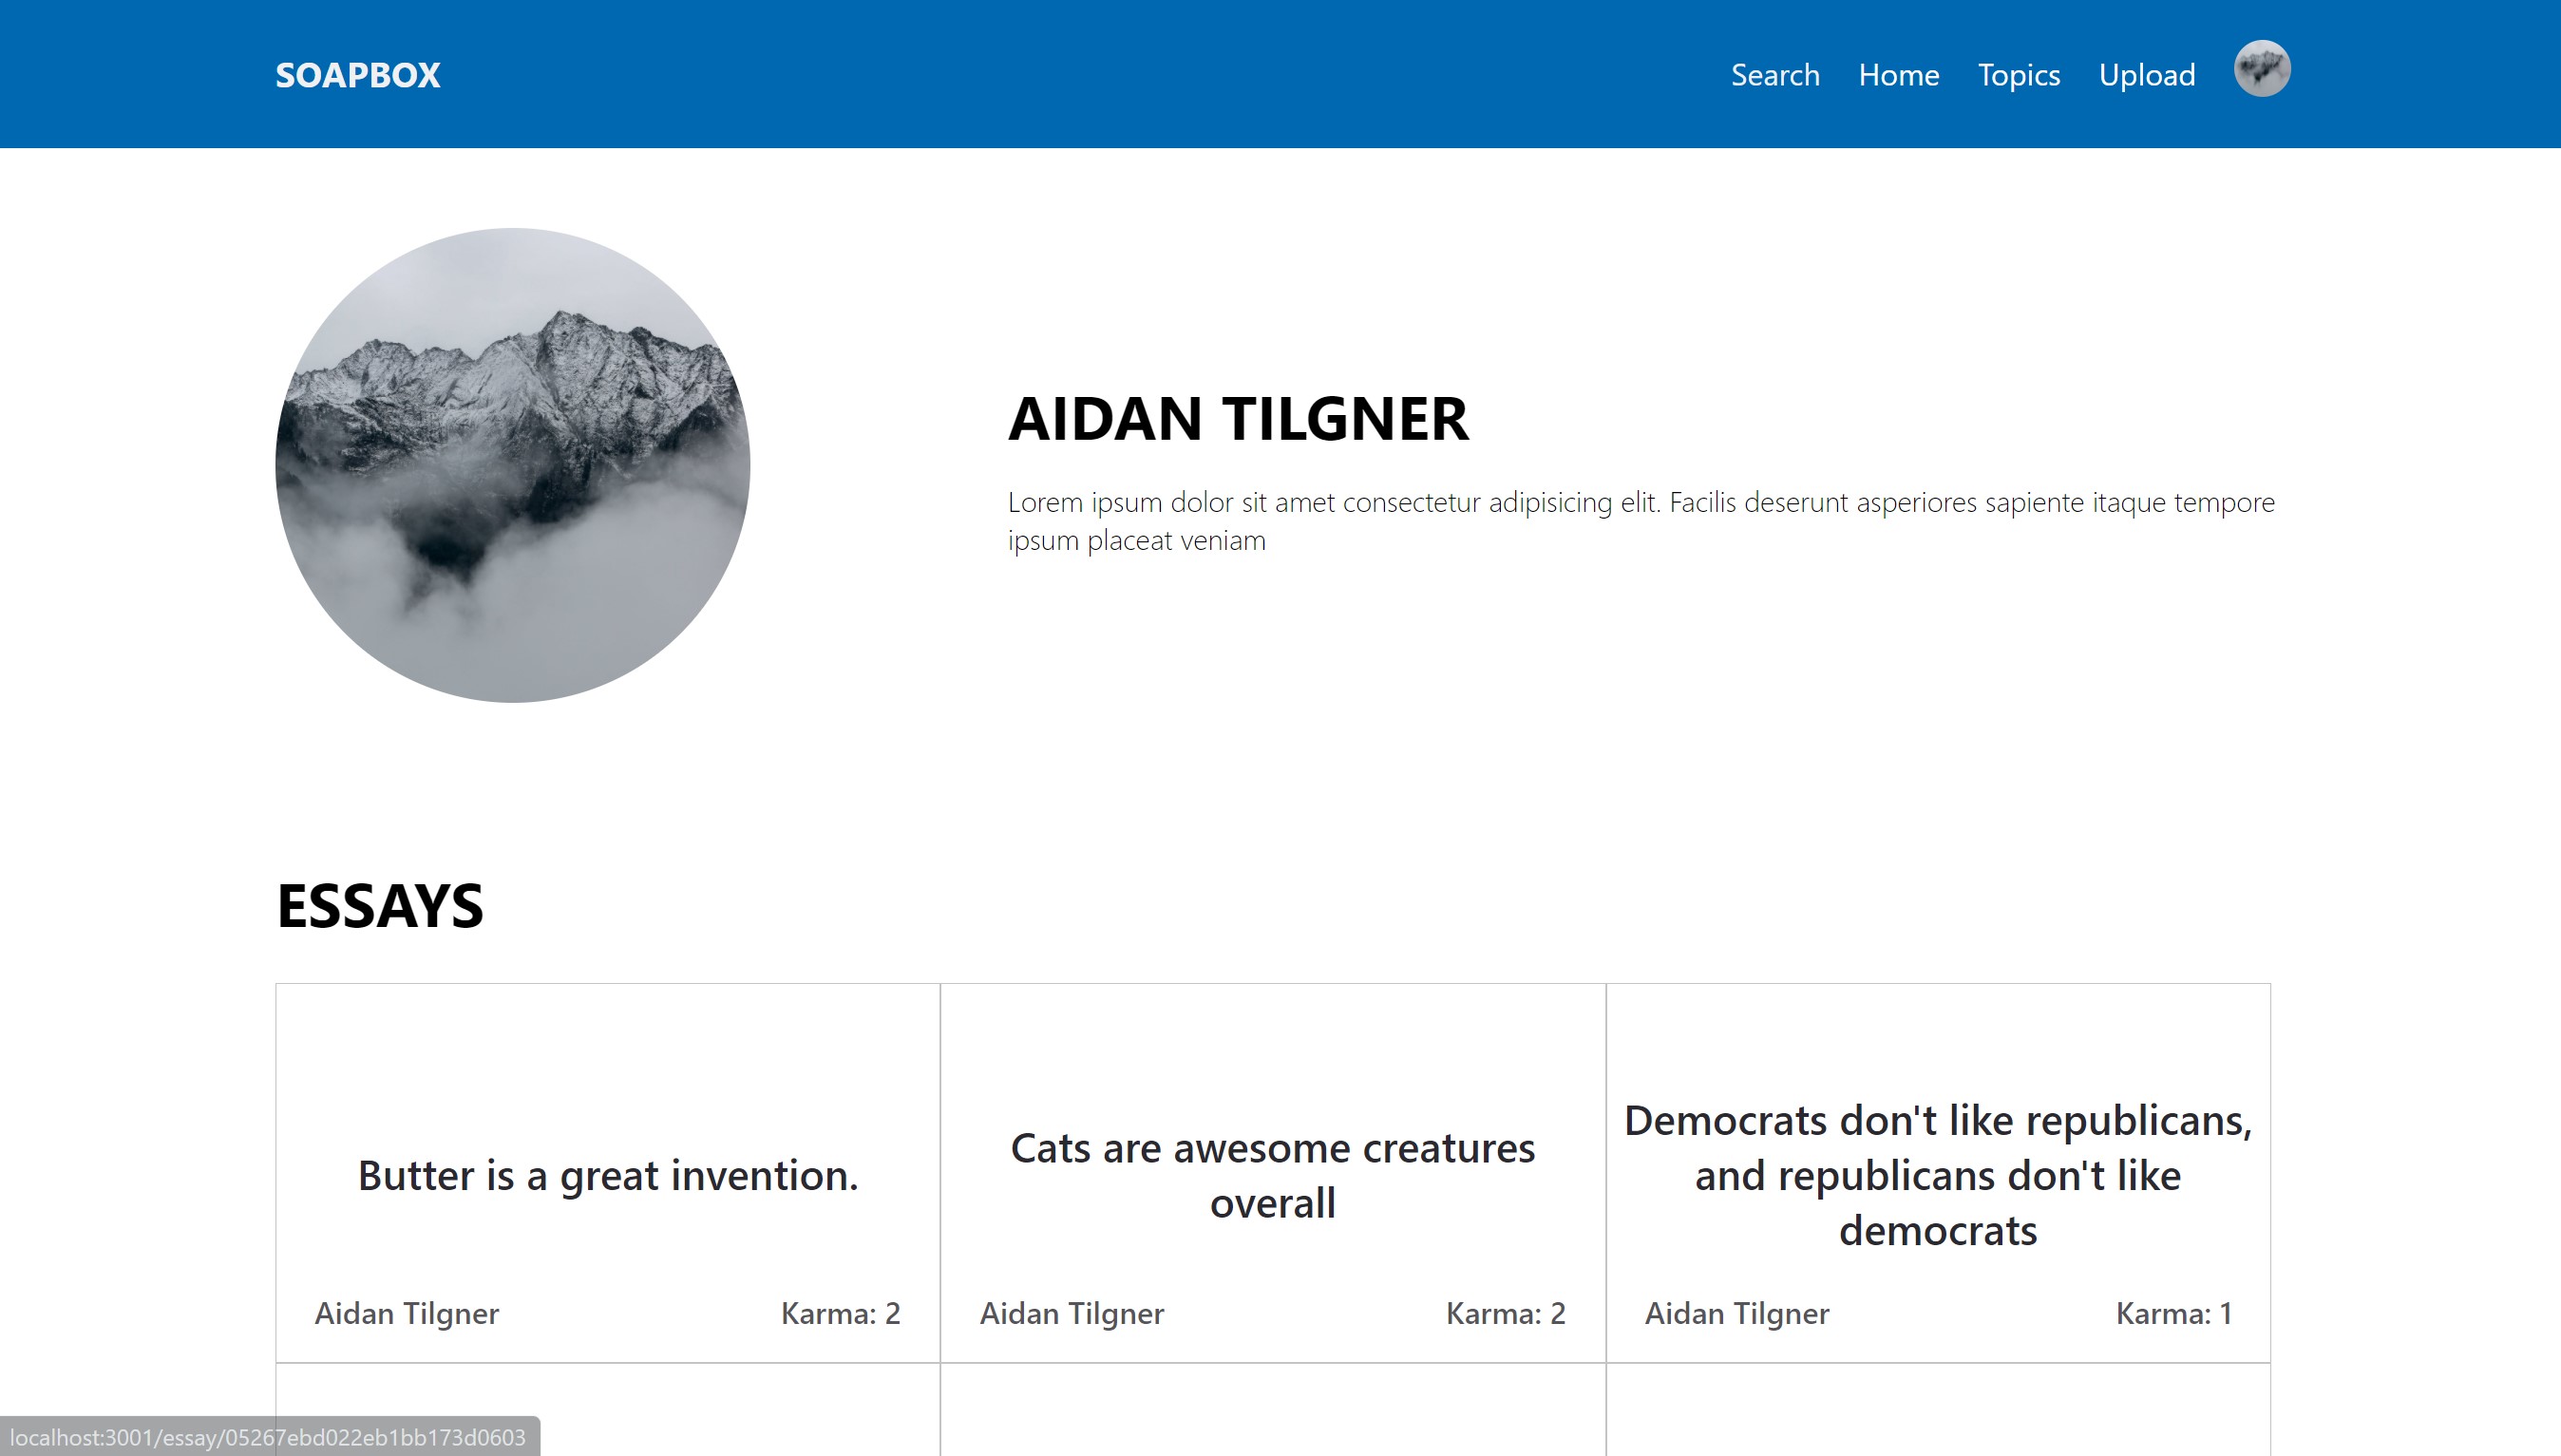 SOAPBOX
Search Home Topics Upload
AIDAN TILGNER
Lorem ipsum dolor sit amet consectetur adipisicing elit. Facilis deserunt asperiores sapiente itaque tempore
ipsum placeat veniam
ESSAYS
Butter is a great invention.
Aidan Tilgner Karma: 2
Cats are awesome creatures
overall
Aidan Tilgner Karma: 2
Democrats don't like republicans,
and republicans don't like
democrats
Aidan Tilgner Karma: 1
localhost:3001/essay/05267ebd022eb1bb173d0603